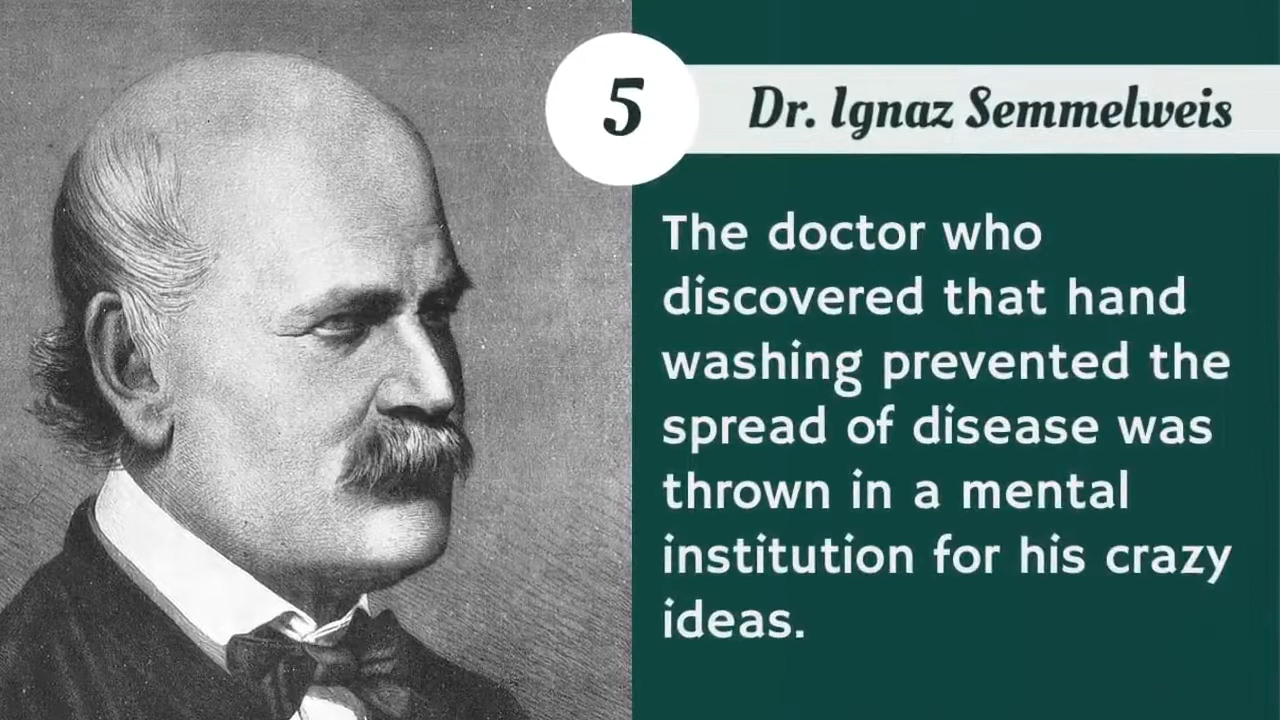 5
Dr. Ignaz Semmelweis
The doctor who
discovered that hand
washing prevented the
spread of disease was
thrown in a mental
institution for his crazy
ideas.